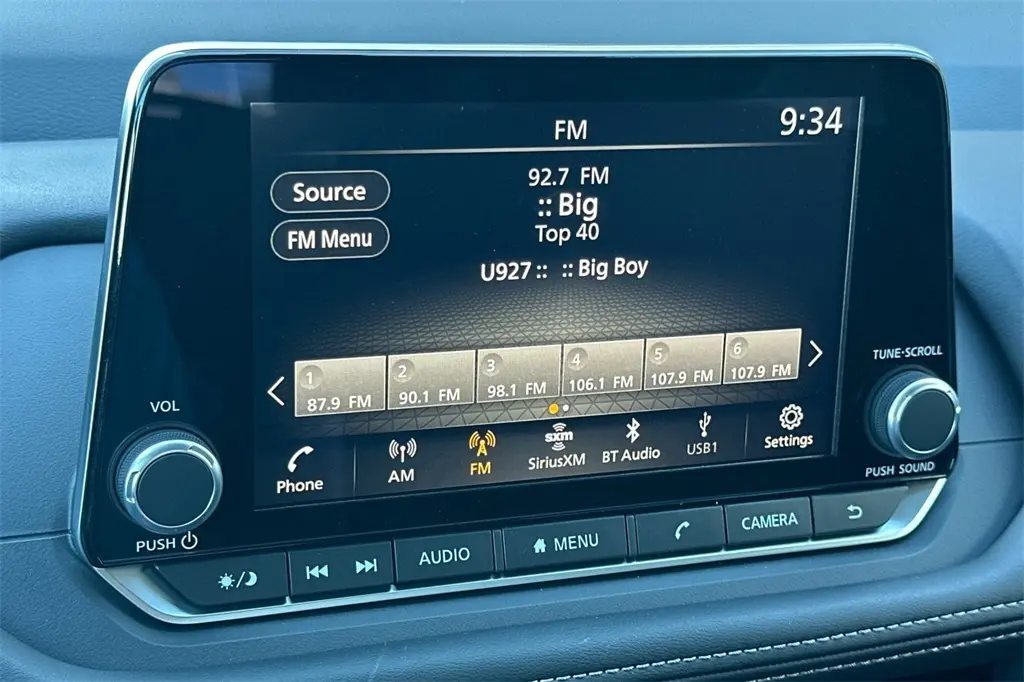 FM
9:34
Source
92.7 FM
:: Big
FM Menu
Top 40
U927 :: :: Big Boy
1 2 3 4 5 6
87.9 FM 90.1 FM 98.1 FM 106.1 FM 107.9 FM 107.9 FM
TUNE·SCROLL
VOL
Phone
AM
FM
sxm
SiriusXM
BT Audio
USB1
Settings
PUSH SOUND
PUSH
AUDIO
MENU
CAMERA